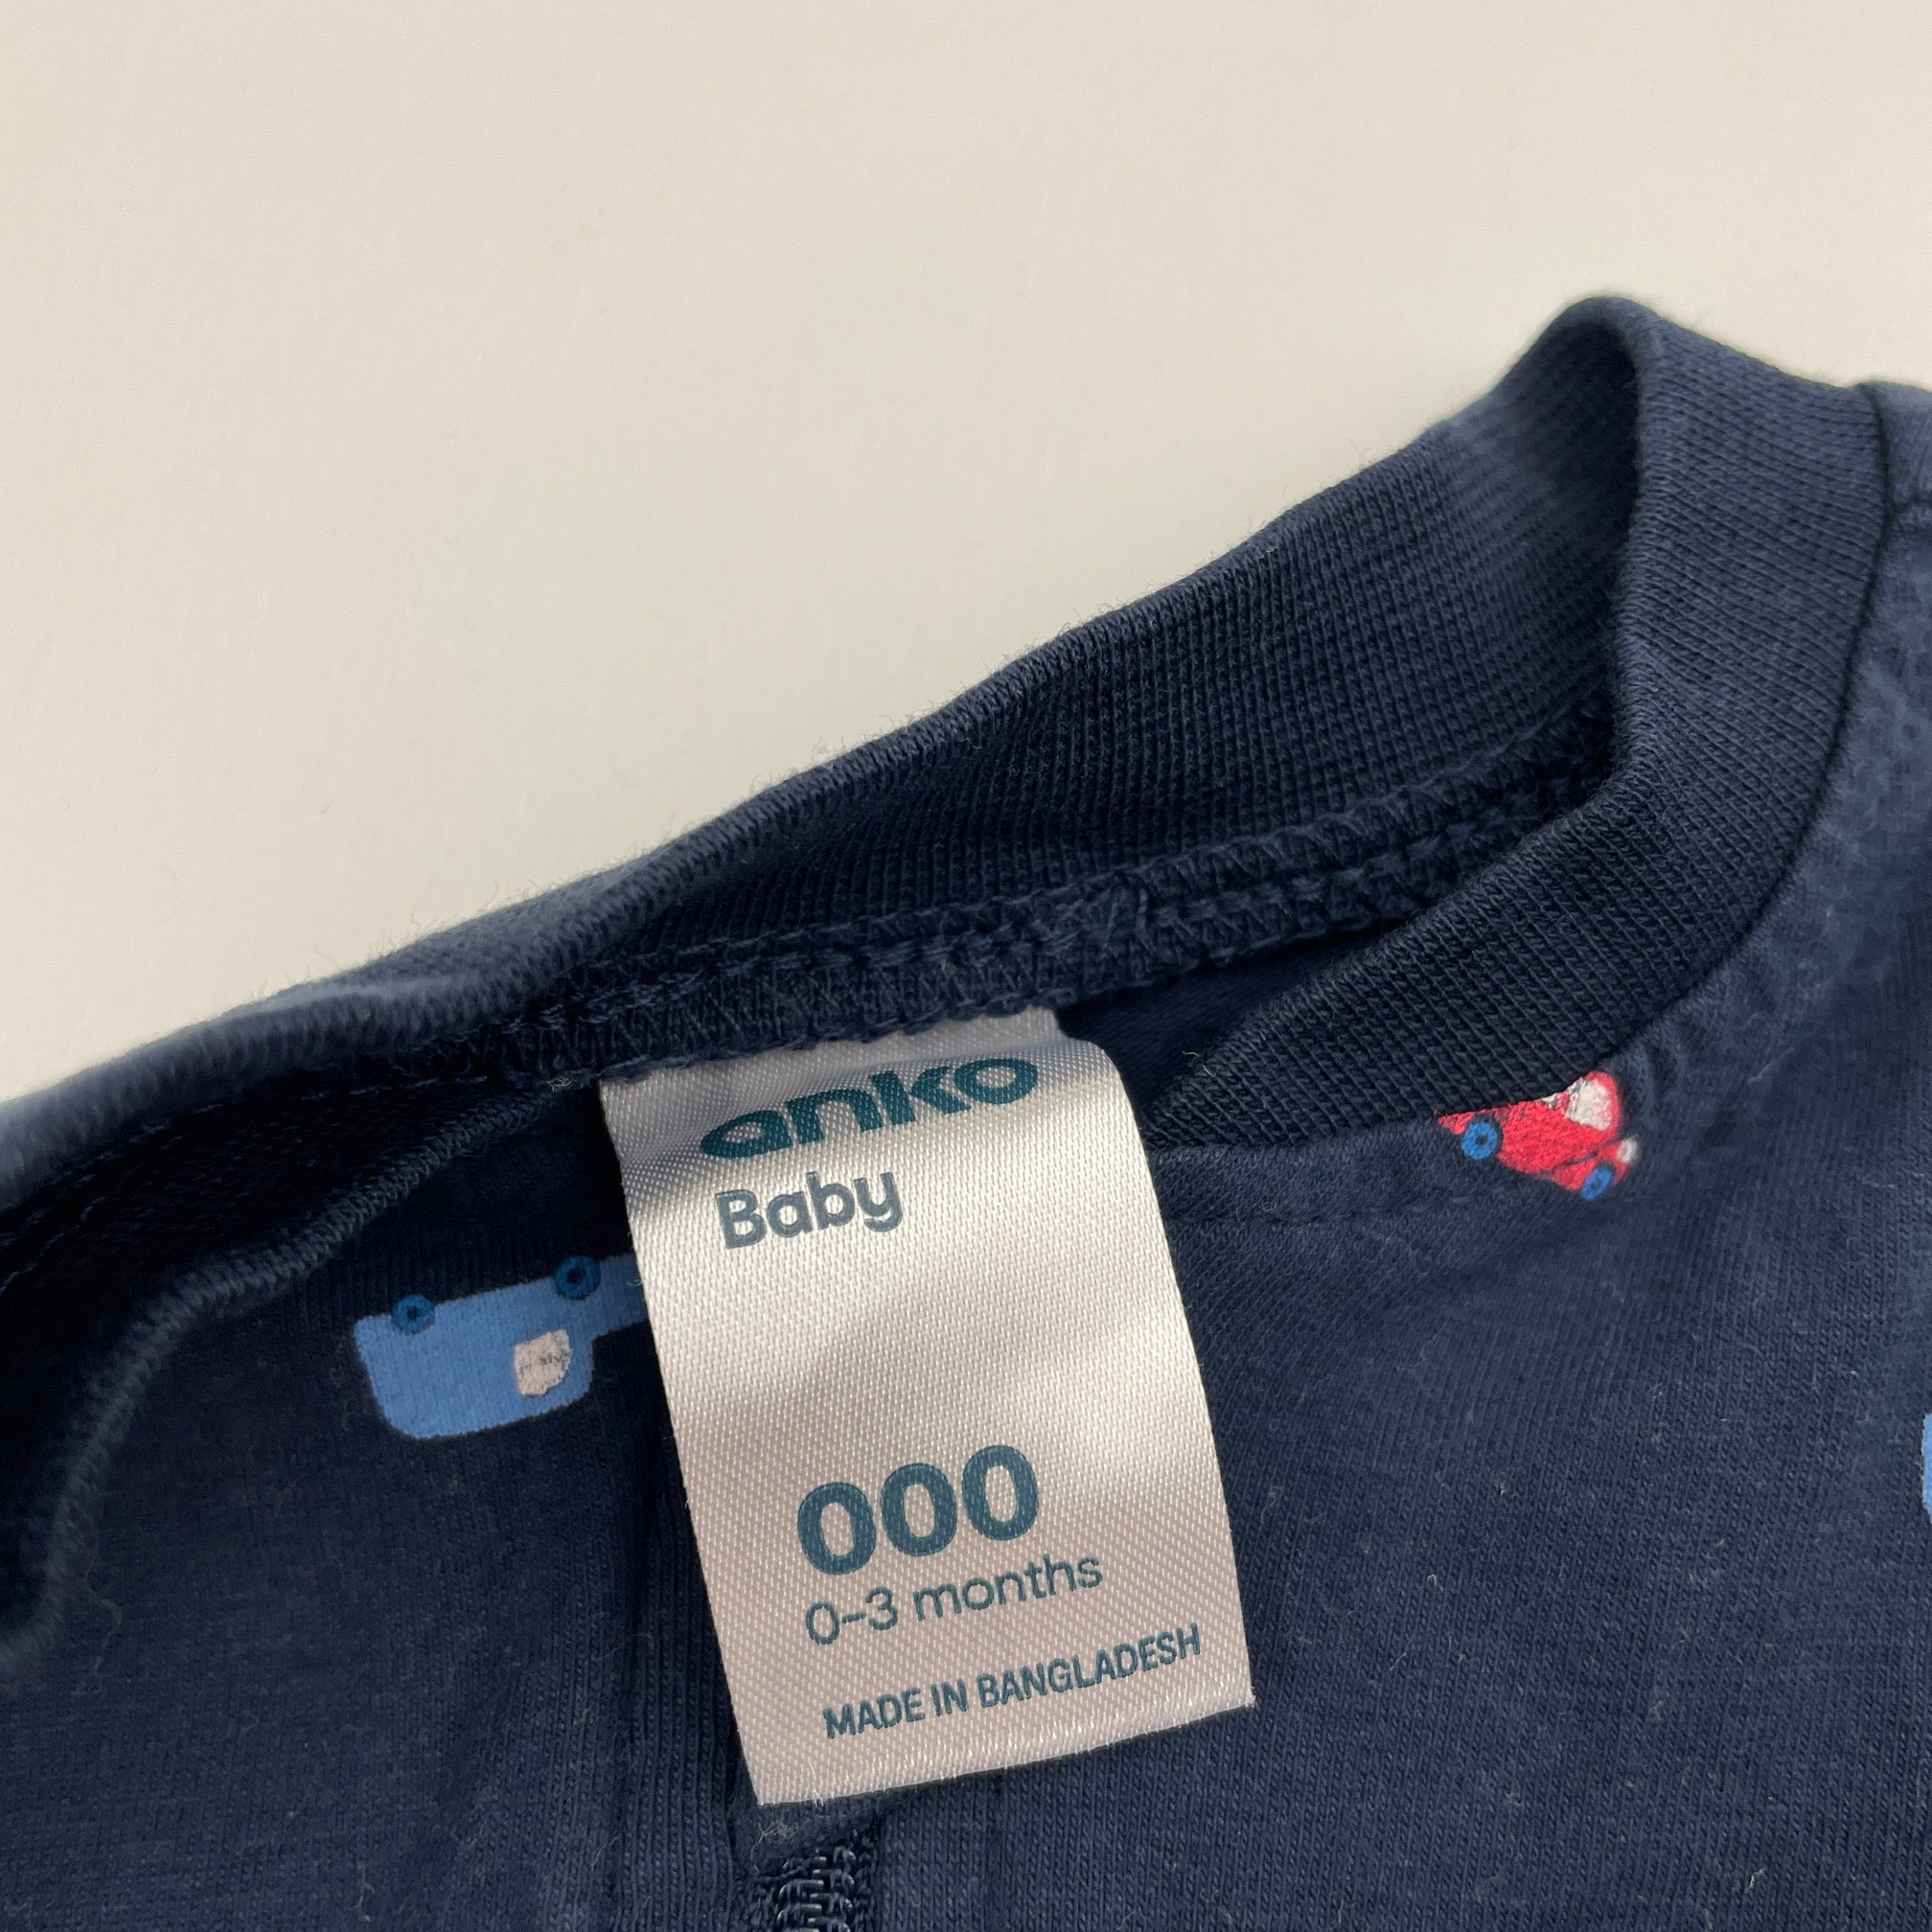 anko
Baby
000
0-3 months
MADE IN BANGLADESH